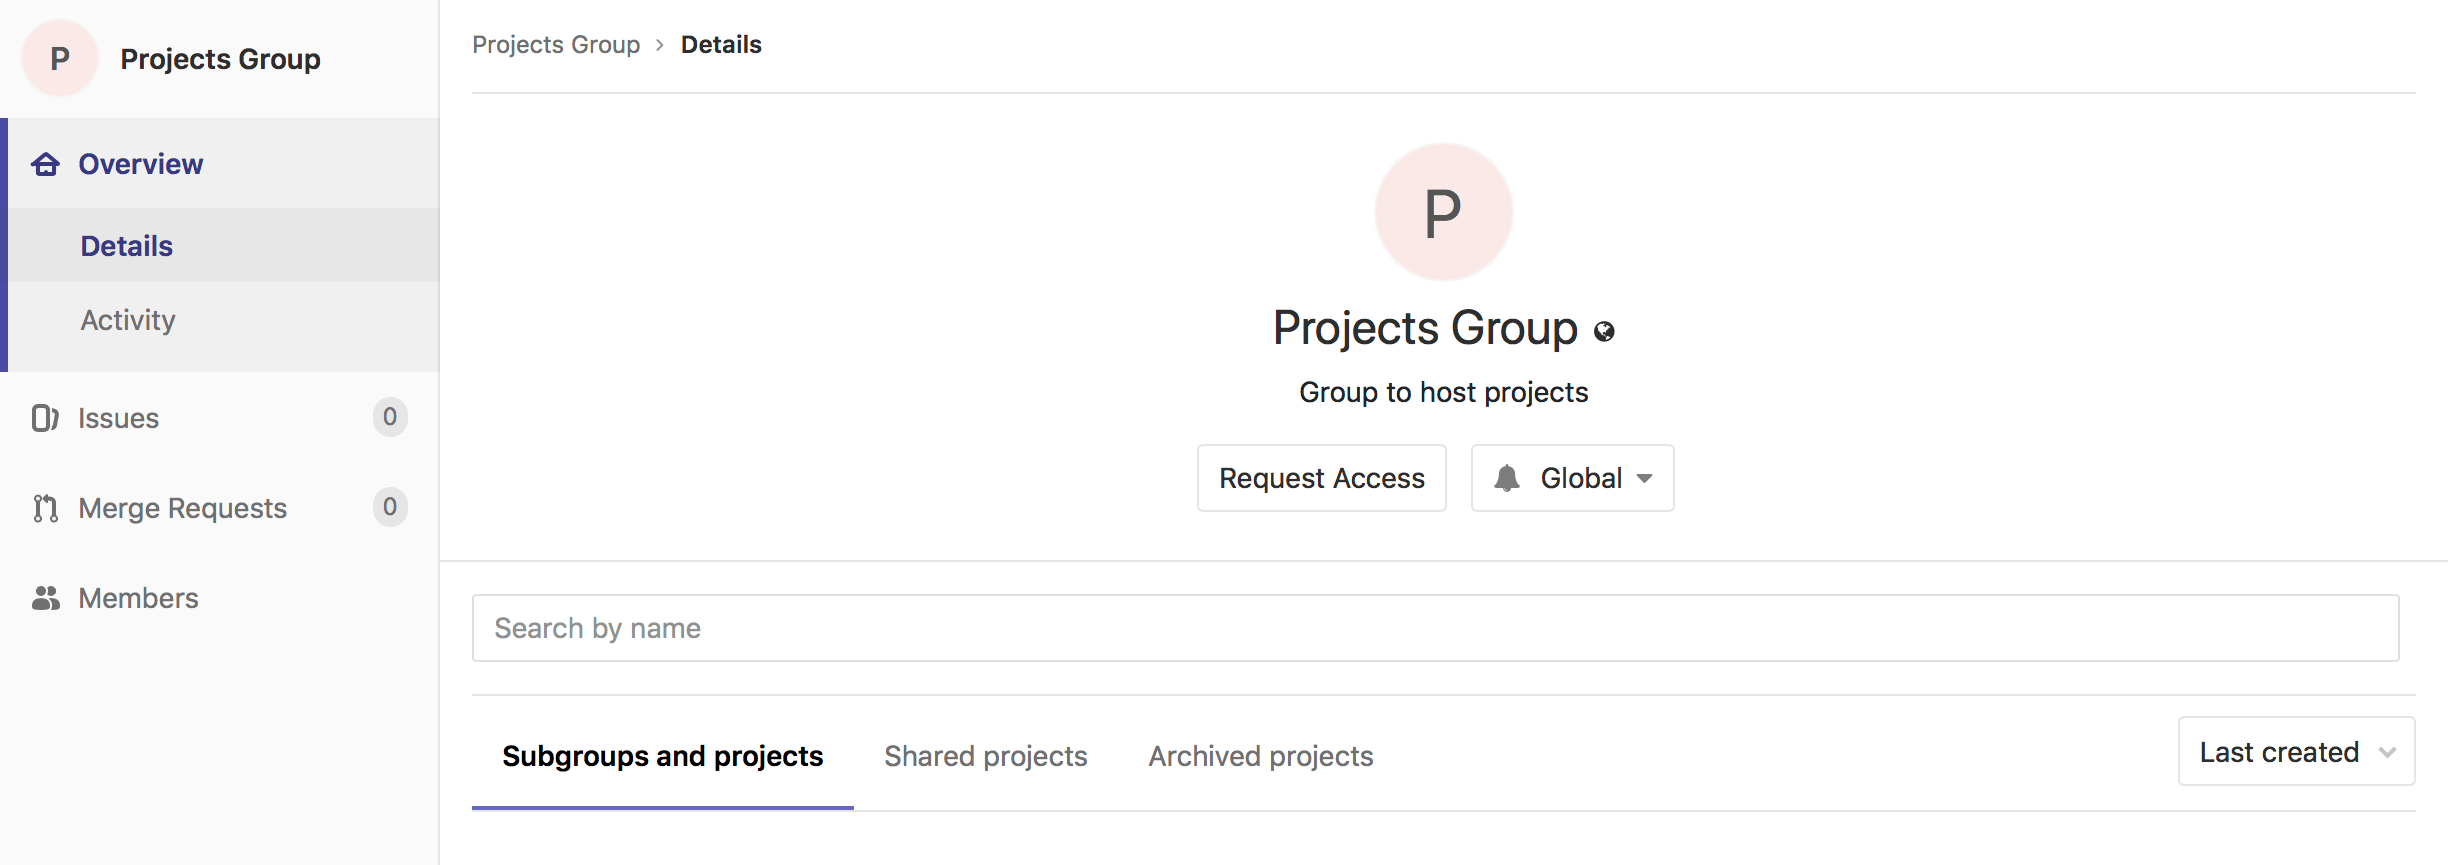 P Projects Group
Overview
Details
Activity
Issues 0
Merge Requests 0
Members
Projects Group › Details
P
Projects Group
Group to host projects
Request Access Global
Search by name
Subgroups and projects Shared projects Archived projects Last created